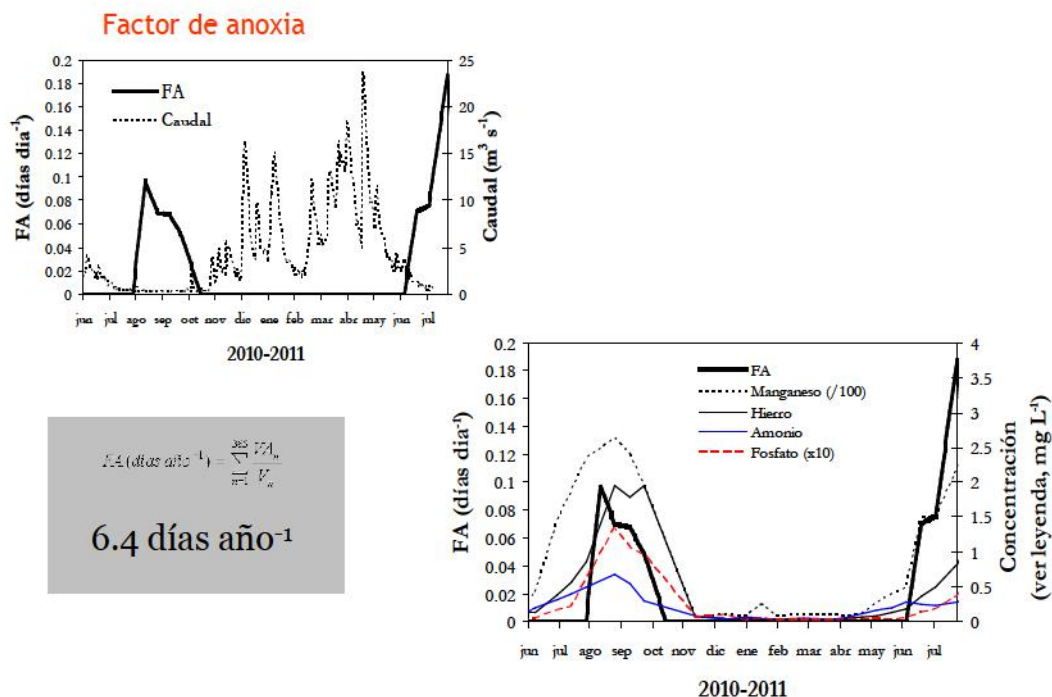 Factor de anoxia
0.2
0.18
0.16
0.14
0.12
0.1
0.08
0.06
0.04
0.02
0
FA (días dia⁻¹)
FA
Caudal
25
20
15
10
5
0
Caudal (m³ s⁻¹)
jun jul ago sep oct nov dic ene feb mar abr may jun jul
2010-2011
FA (días año⁻¹) = Σ VAₙ / Vₙ
n=1
6.4 días año⁻¹
0.2
0.18
0.16
0.14
0.12
0.1
0.08
0.06
0.04
0.02
0
FA (días dia⁻¹)
FA
Manganeso (/100)
Hierro
Amonio
Fosfato (x10)
4
3.5
3
2.5
2
1.5
1
0.5
0
Concentración
(ver leyenda, mg L⁻¹)
jun jul ago sep oct nov dic ene feb mar abr may jun jul
2010-2011